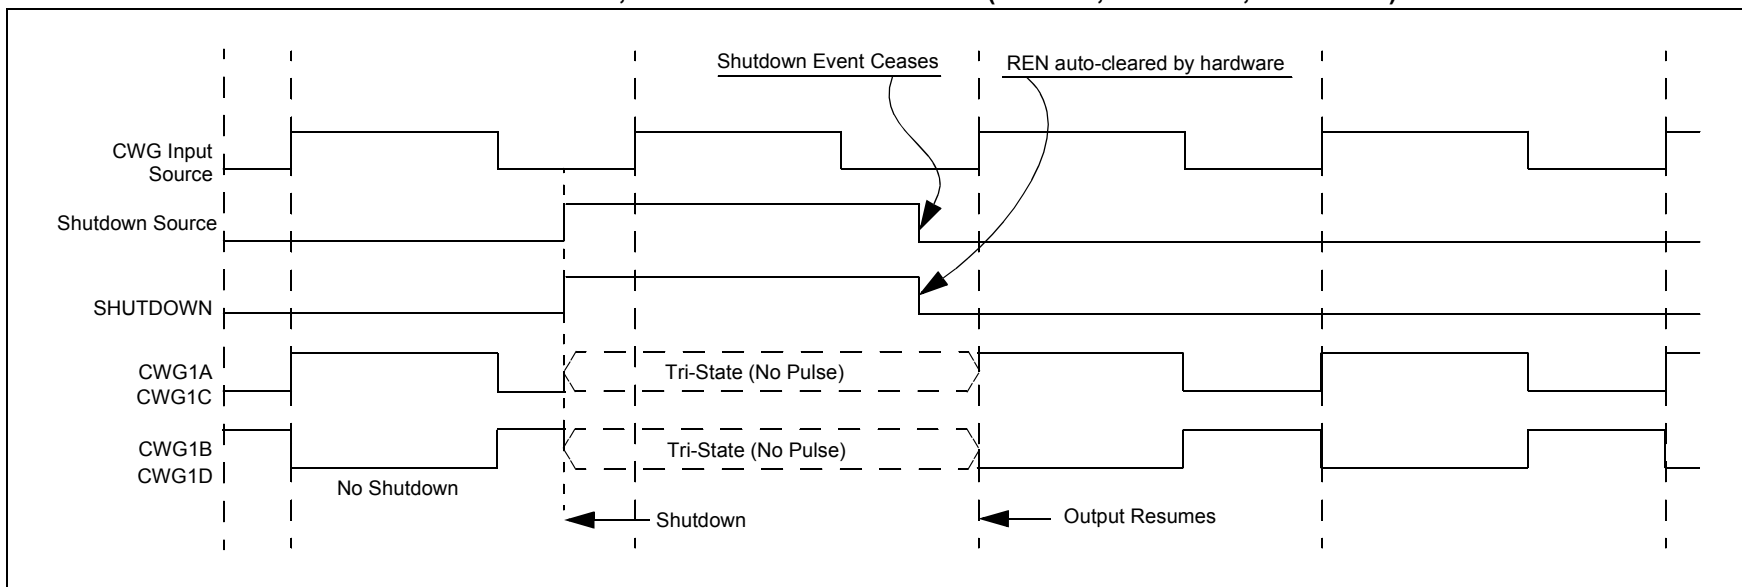 Shutdown Event Ceases
REN auto-cleared by hardware
CWG Input
Source
Shutdown Source
SHUTDOWN
CWG1A
CWG1C
Tri-State (No Pulse)
CWG1B
CWG1D
Tri-State (No Pulse)
No Shutdown
Shutdown
Output Resumes